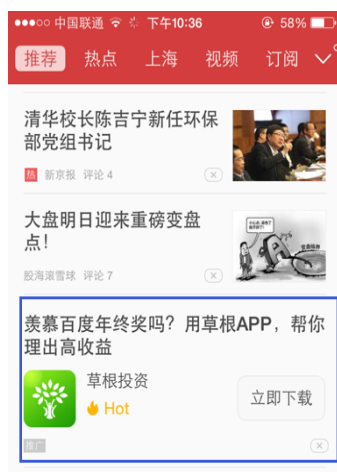 中国联通 下午10:36 58%
推荐 热点 上海 视频 订阅
清华校长陈吉宁新任环保
部党组书记
热 新京报 评论 4
大盘明日迎来重磅变盘
点！
股海滚雪球 评论 7
羡慕百度年终奖吗？用草根APP，帮你
理出高收益
草根投资
Hot
立即下载
推广